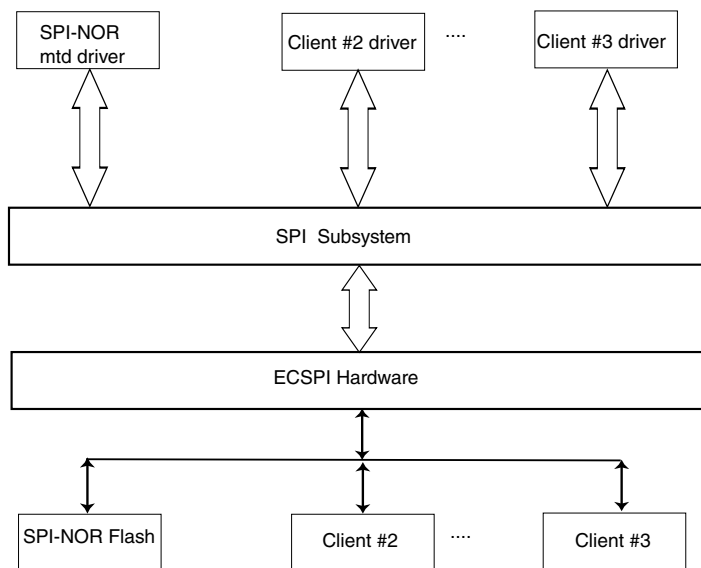 SPI-NOR
mtd driver
Client #2 driver
....
Client #3 driver
SPI Subsystem
ECSPI Hardware
SPI-NOR Flash
Client #2
....
Client #3